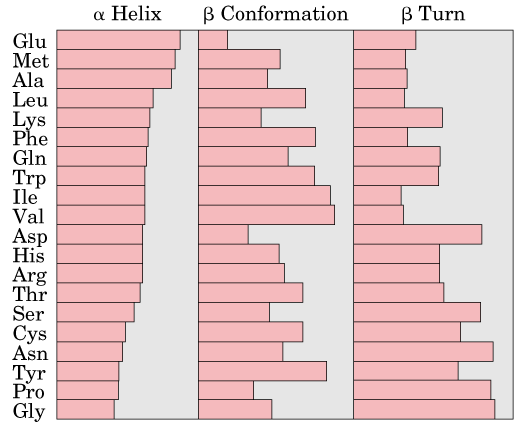 α Helix β Conformation β Turn
Glu
Met
Ala
Leu
Lys
Phe
Gln
Trp
Ile
Val
Asp
His
Arg
Thr
Ser
Cys
Asn
Tyr
Pro
Gly